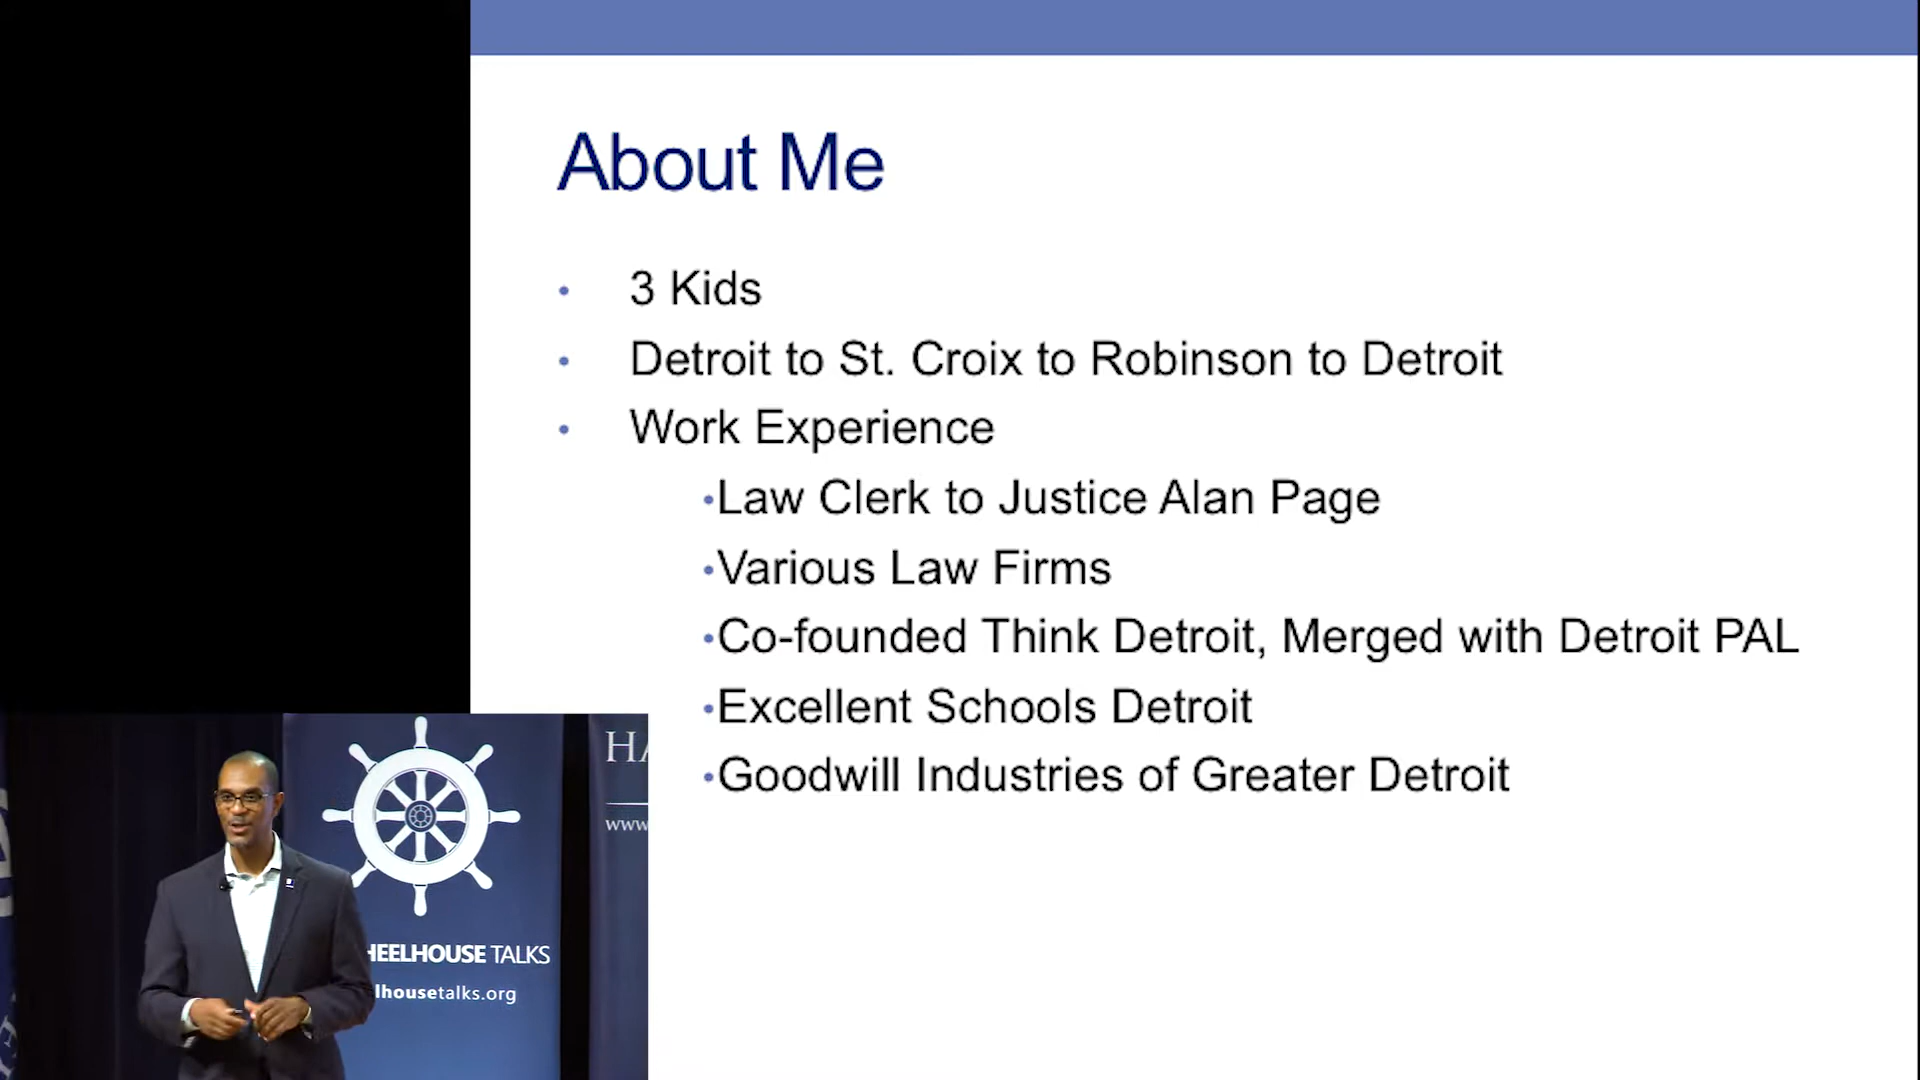 About Me
• 3 Kids
• Detroit to St. Croix to Robinson to Detroit
• Work Experience
•Law Clerk to Justice Alan Page
•Various Law Firms
•Co-founded Think Detroit, Merged with Detroit PAL
•Excellent Schools Detroit
•Goodwill Industries of Greater Detroit
HA
www
HEELHOUSE TALKS
lhousetalks.org